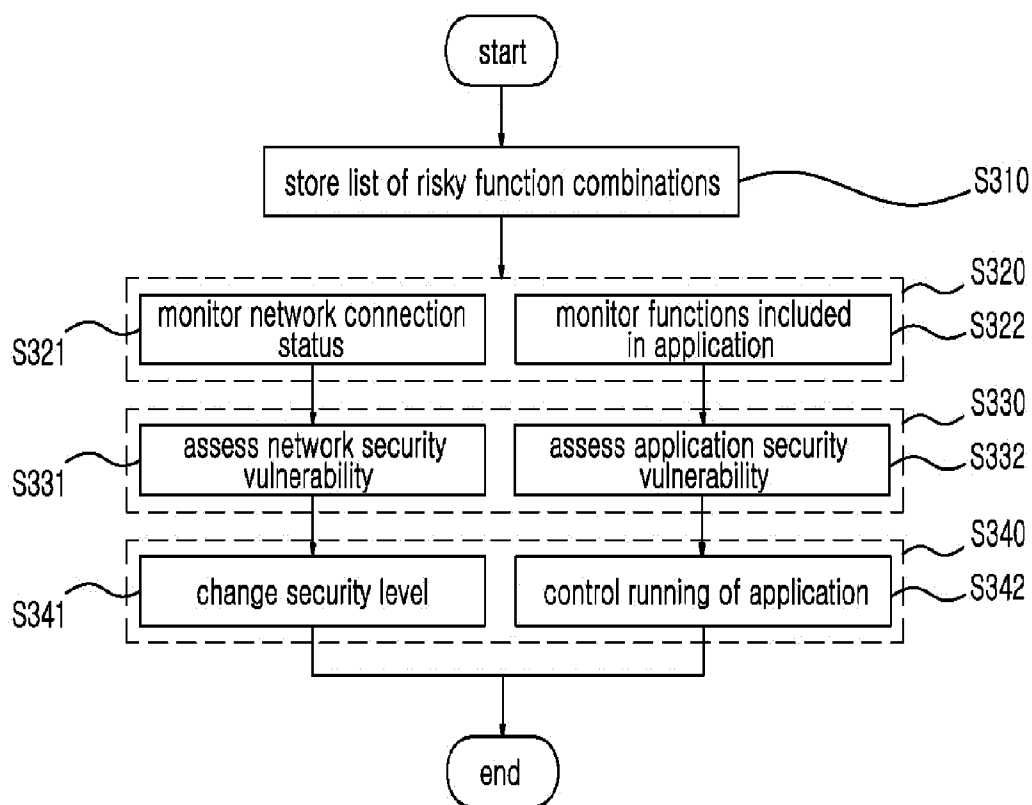 start
store list of risky function combinations
S310
S320
monitor network connection
status
monitor functions included
in application
S321
S322
S330
assess network security
vulnerability
assess application security
vulnerability
S331
S332
S340
change security level
control running of application
S341
S342
end